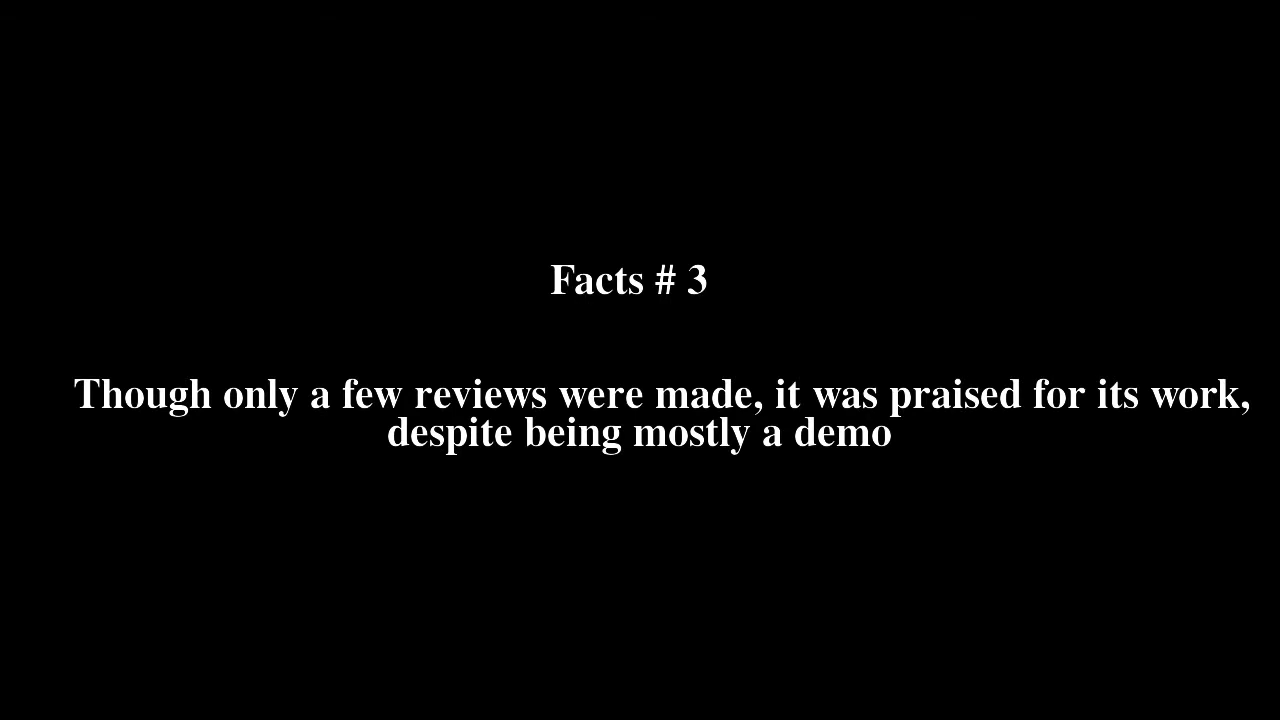 Facts # 3
Though only a few reviews were made, it was praised for its work,
despite being mostly a demo